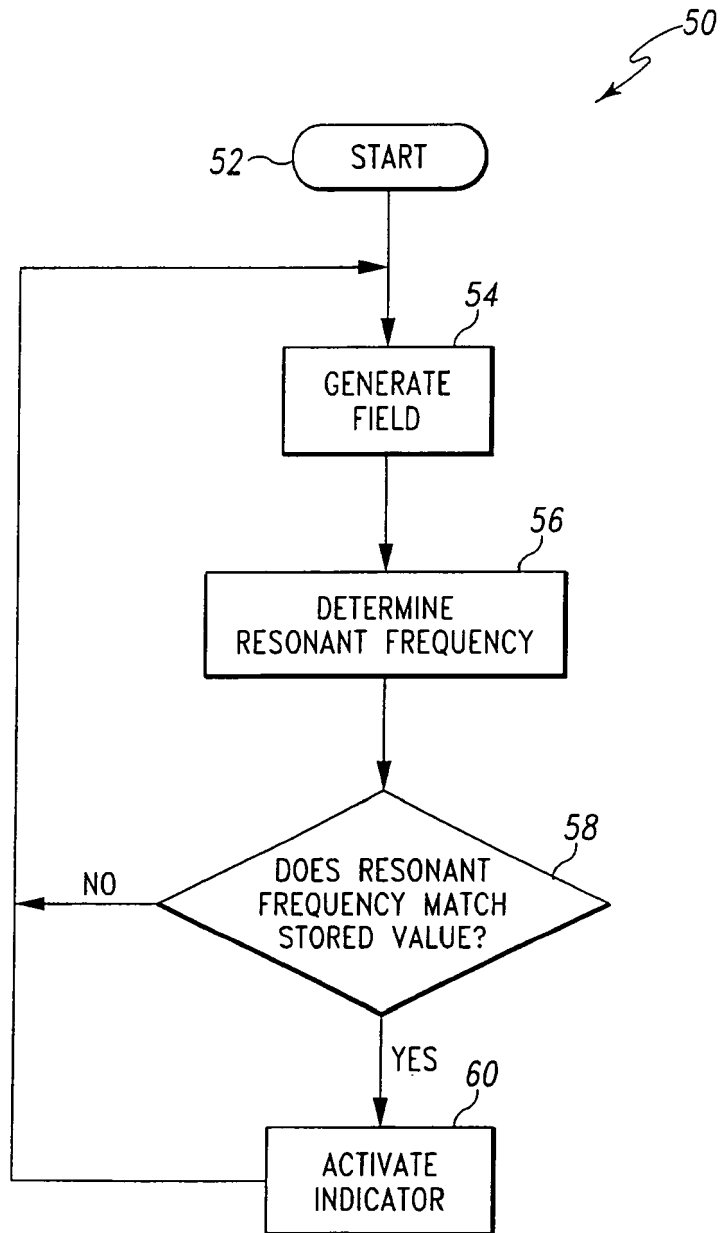 50
52
START
54
GENERATE
FIELD
56
DETERMINE
RESONANT FREQUENCY
58
DOES RESONANT
FREQUENCY MATCH
STORED VALUE?
NO
YES
60
ACTIVATE
INDICATOR